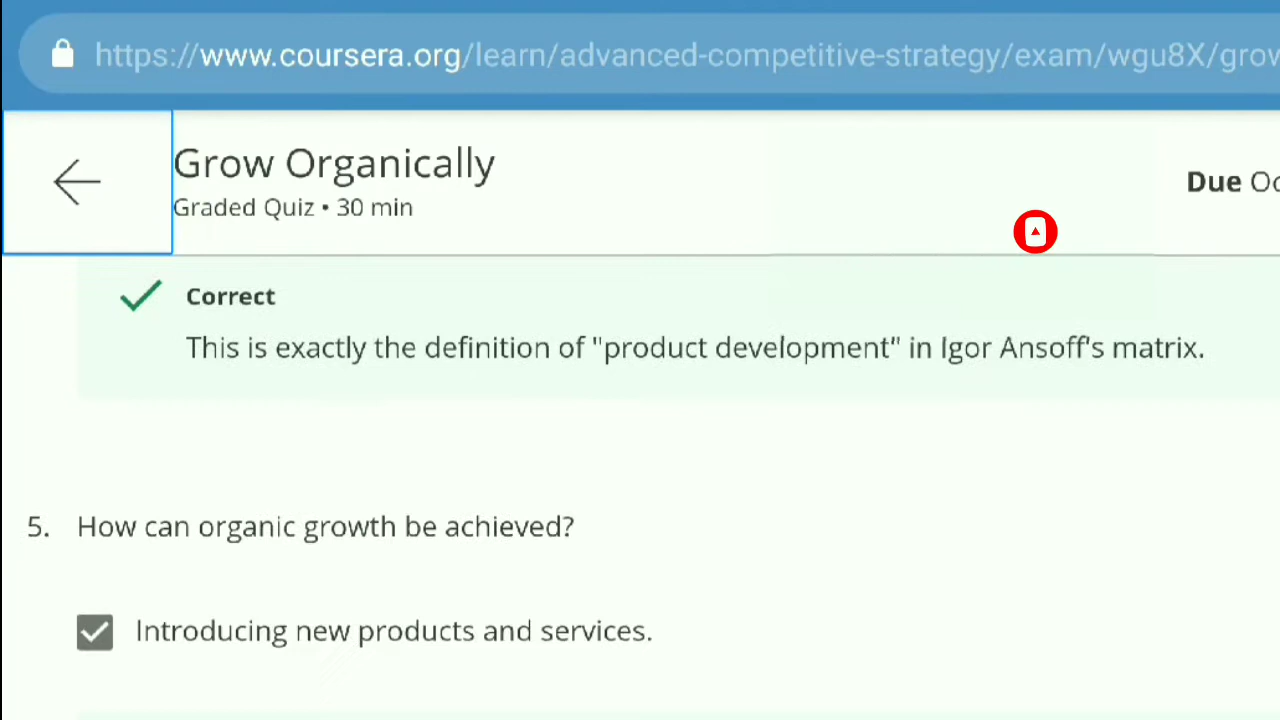 https://www.coursera.org/learn/advanced-competitive-strategy/exam/wgu8X/grow
Grow Organically
Graded Quiz • 30 min
Due Oc
Correct
This is exactly the definition of "product development" in Igor Ansoff's matrix.
5. How can organic growth be achieved?
Introducing new products and services.